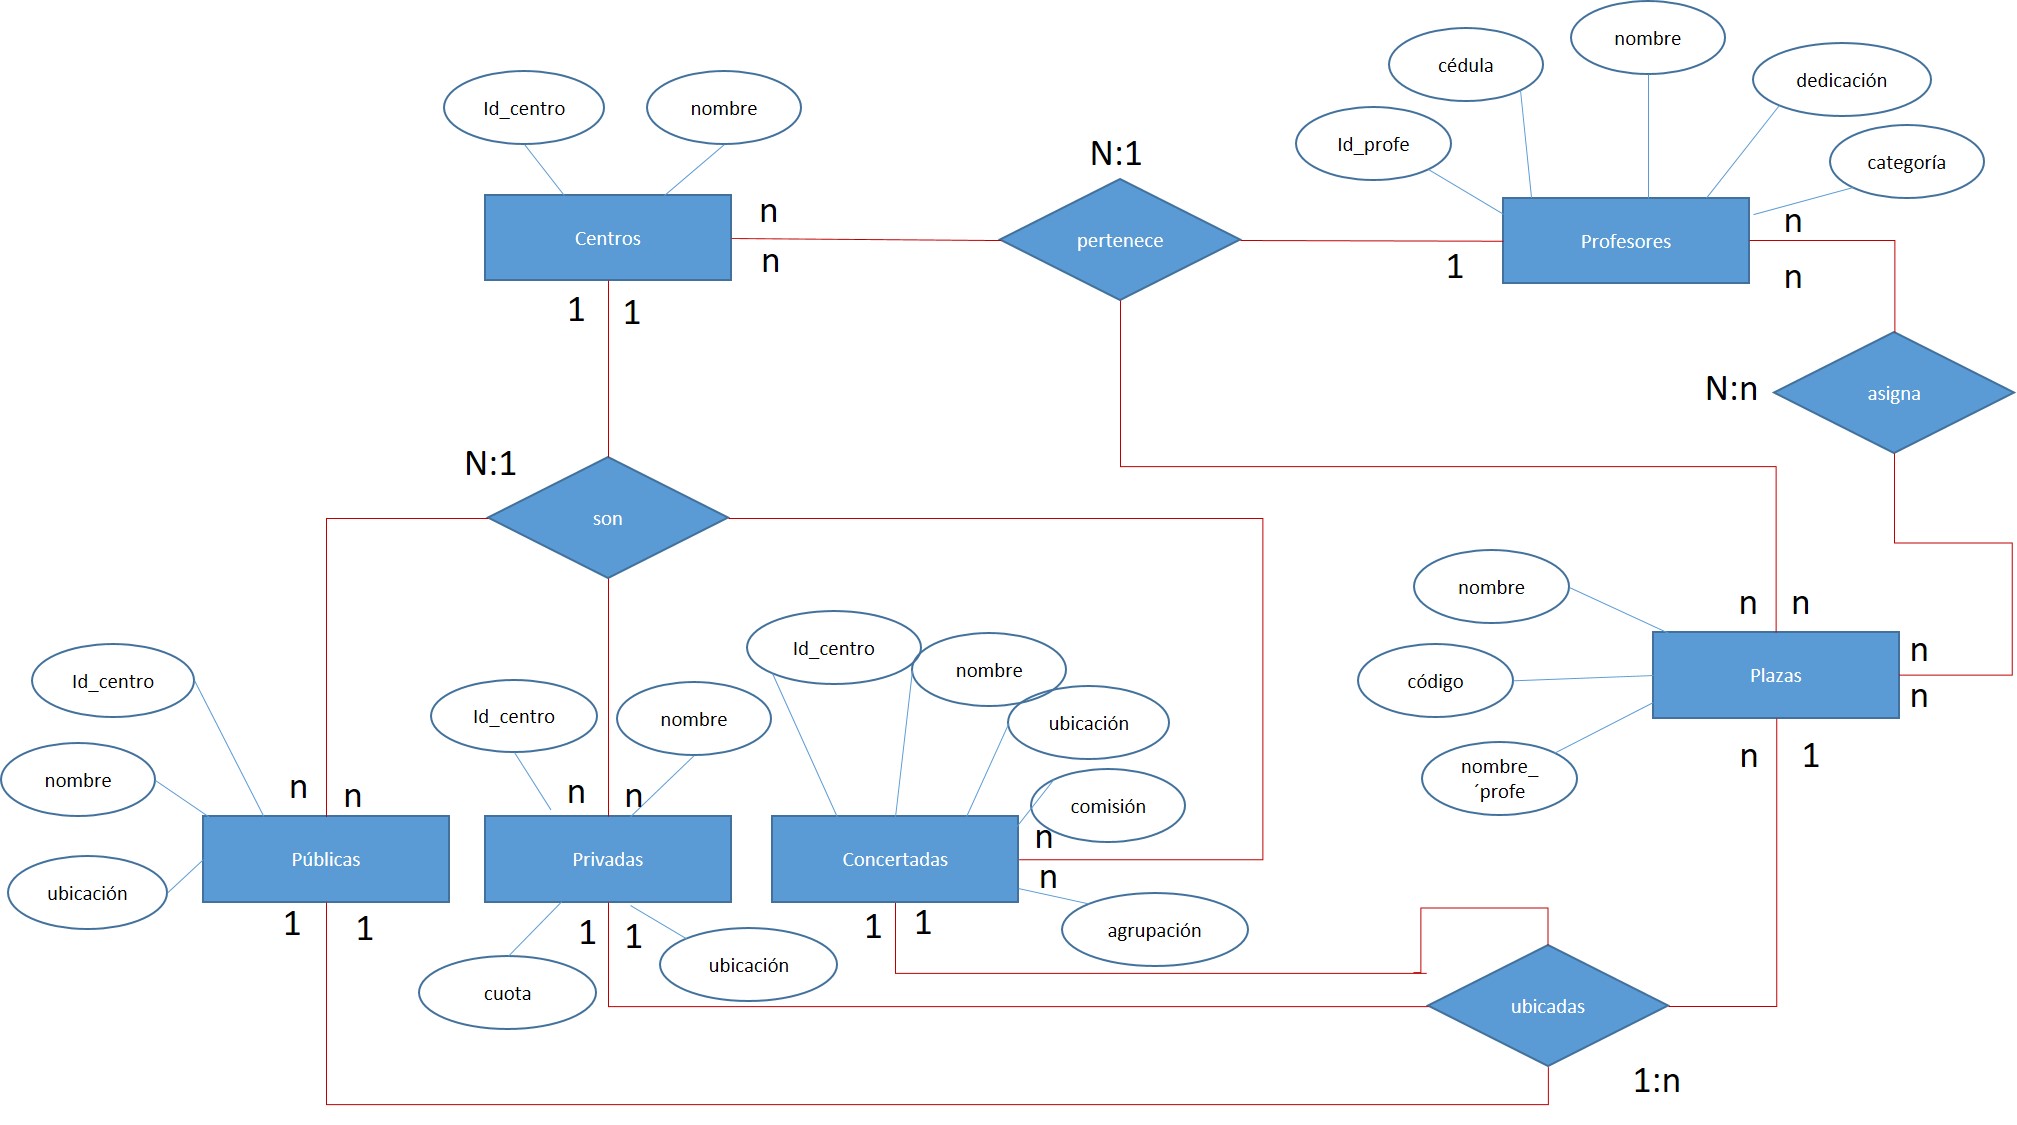 nombre
cédula
dedicación
Id_centro
nombre
Id_profe
categoría
N:1
Centros
n
n
pertenece
1
Profesores
n
n
1
1
N:n
asigna
N:1
son
nombre
n
n
código
Plazas
n
n
nombre_
´profe
n
1
Id_centro
nombre
ubicación
comisión
Id_centro
nombre
Id_centro
nombre
ubicación
n
n
n
n
n
n
Públicas
Privadas
Concertadas
1
1
1
1
1
1
agrupación
cuota
ubicación
ubicadas
1:n